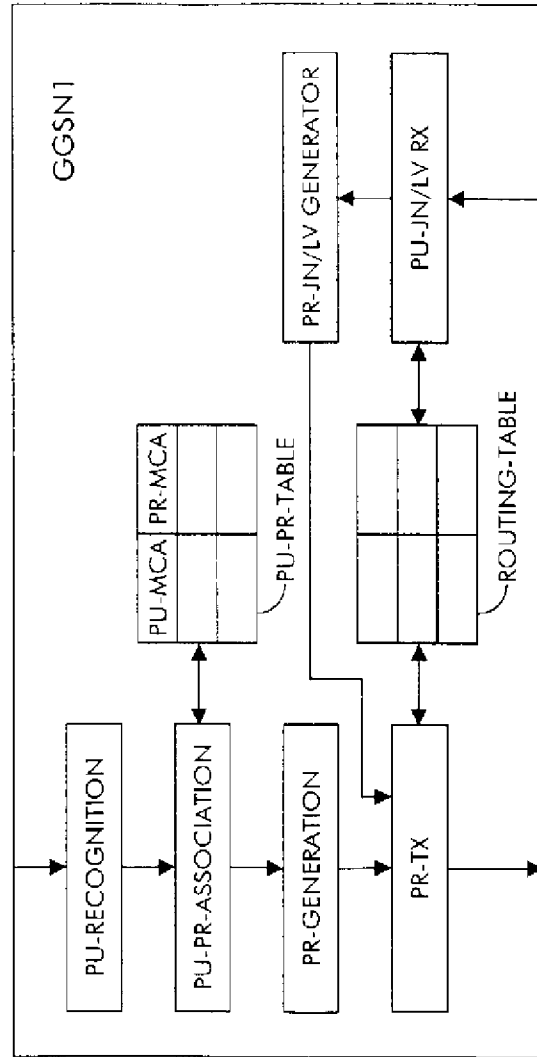 GGSN1
PU-RECOGNITION
PU-PR-ASSOCIATION
PU-MCA PR-MCA
PU-PR-TABLE
PR-GENERATION
PR-JN/LV GENERATOR
PR-TX
ROUTING-TABLE
PU-JN/LV RX